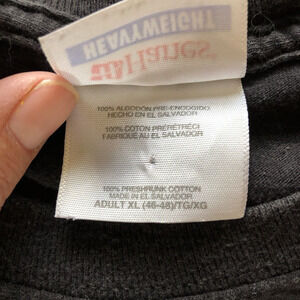 HEAVYWEIGHT
Hanes
100% ALGODÓN PRE-ENCOGIDO
HECHO EN EL SALVADOR
100% COTON PRÉRÉTRÉCI
FABRIQUÉ AU EL SALVADOR
100% PRESHRUNK COTTON
MADE IN EL SALVADOR
ADULT XL (46-48)/TG/XG